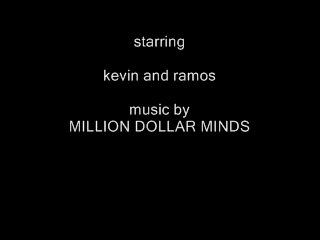 starring
kevin and ramos
music by
MILLION DOLLAR MINDS